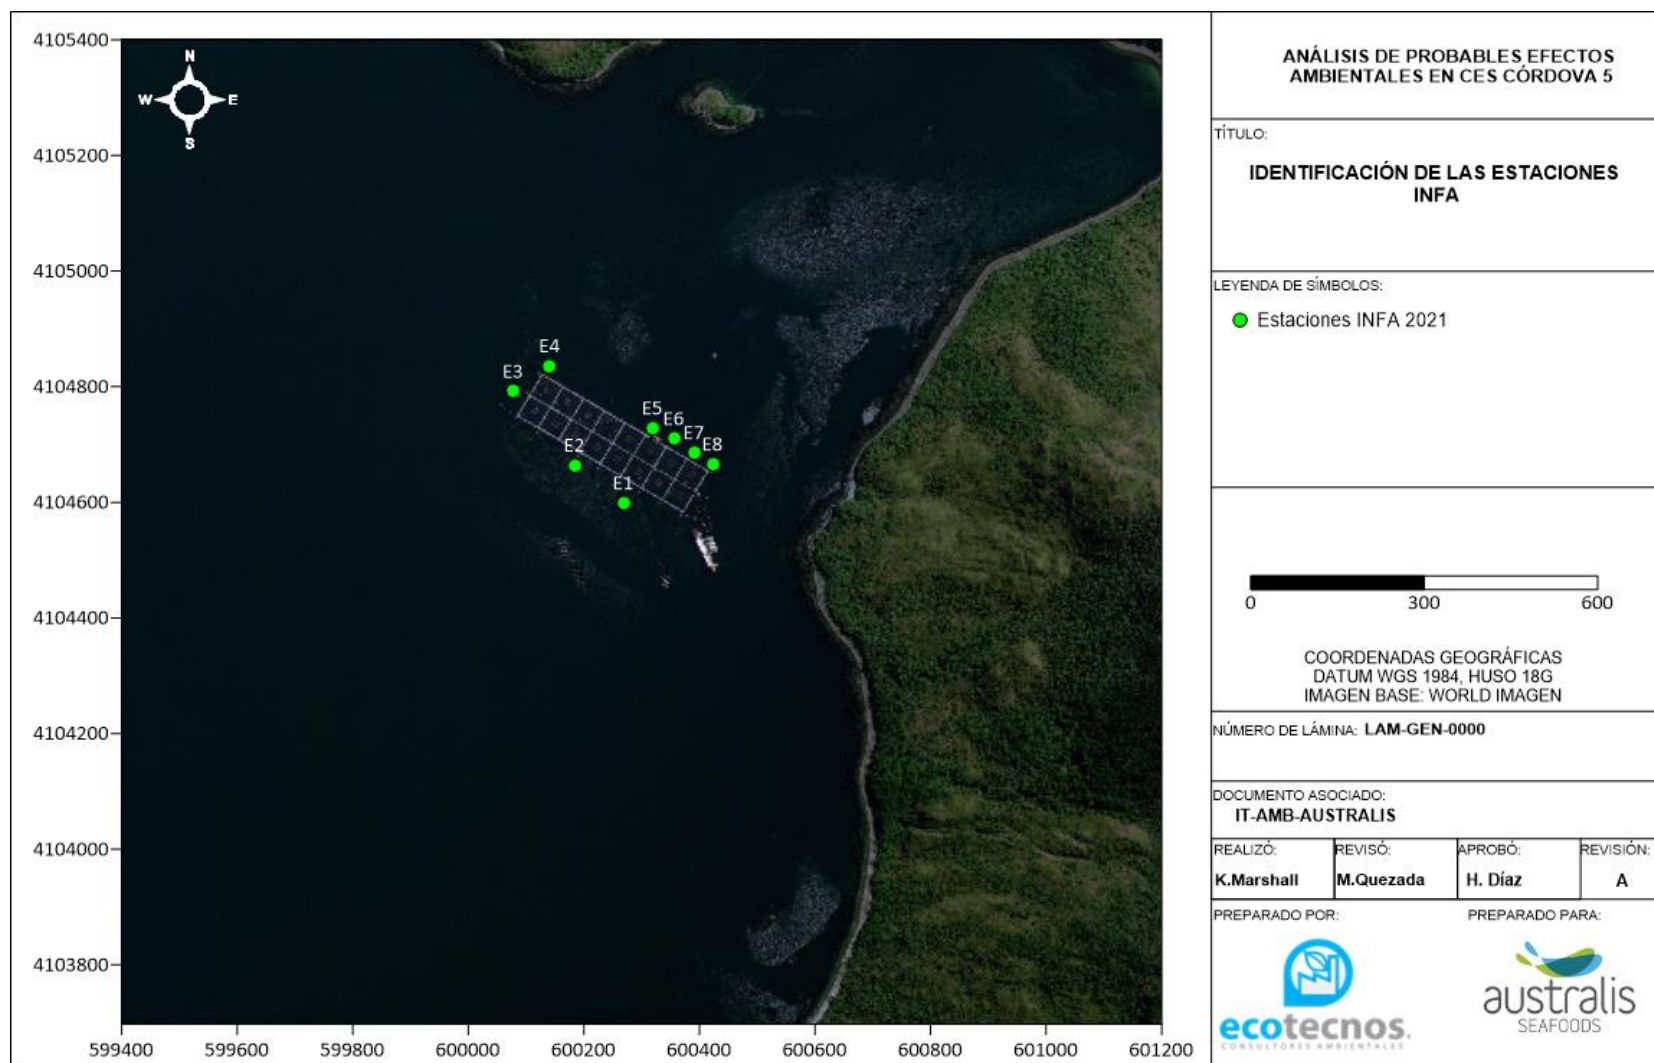 4105400
4105200
4105000
4104800
4104600
4104400
4104200
4104000
4103800
599400 599600 599800 600000 600200 600400 600600 600800 601000 601200
N
W E
S
E4
E3
E5
E6
E7
E8
E2
E1
ANÁLISIS DE PROBABLES EFECTOS
AMBIENTALES EN CES CÓRDOVA 5
TÍTULO:
IDENTIFICACIÓN DE LAS ESTACIONES
INFA
LEYENDA DE SÍMBOLOS:
Estaciones INFA 2021
0 300 600
COORDENADAS GEOGRÁFICAS
DATUM WGS 1984, HUSO 18G
IMAGEN BASE: WORLD IMAGEN
NÚMERO DE LÁMINA: LAM-GEN-0000
DOCUMENTO ASOCIADO:
IT-AMB-AUSTRALIS
REALIZÓ: REVISÓ: APROBÓ: REVISIÓN:
K.Marshall M.Quezada H. Díaz A
PREPARADO POR: PREPARADO PARA:
ecotecnos.
CONSULTORES AMBIENTALES
australis
SEAFOODS